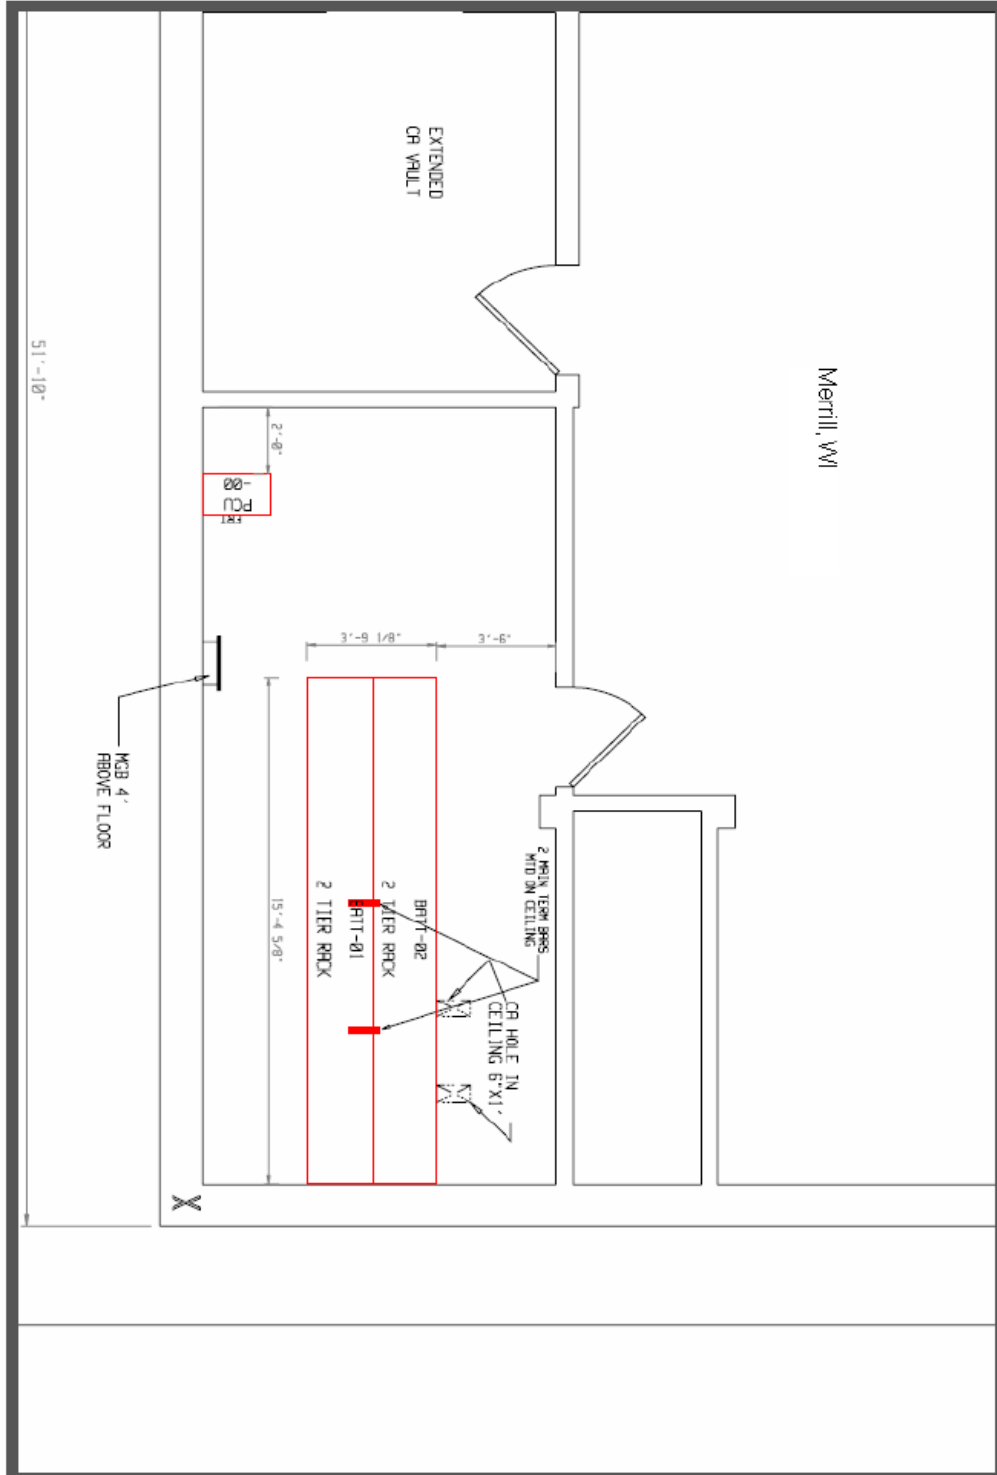 EXTENDED
CA VAULT
Merrill, WI
51'-10"
2'-0"
PCU
-00
FRT
3'-9 1/8"
3'-6"
MGB 4'
ABOVE FLOOR
2 MAIN TERM BARS
MTD ON CEILING
BATT-02
2 TIER RACK
BATT-01
2 TIER RACK
15'-4 5/8"
CA HOLE IN
CEILING 6"X1'
X